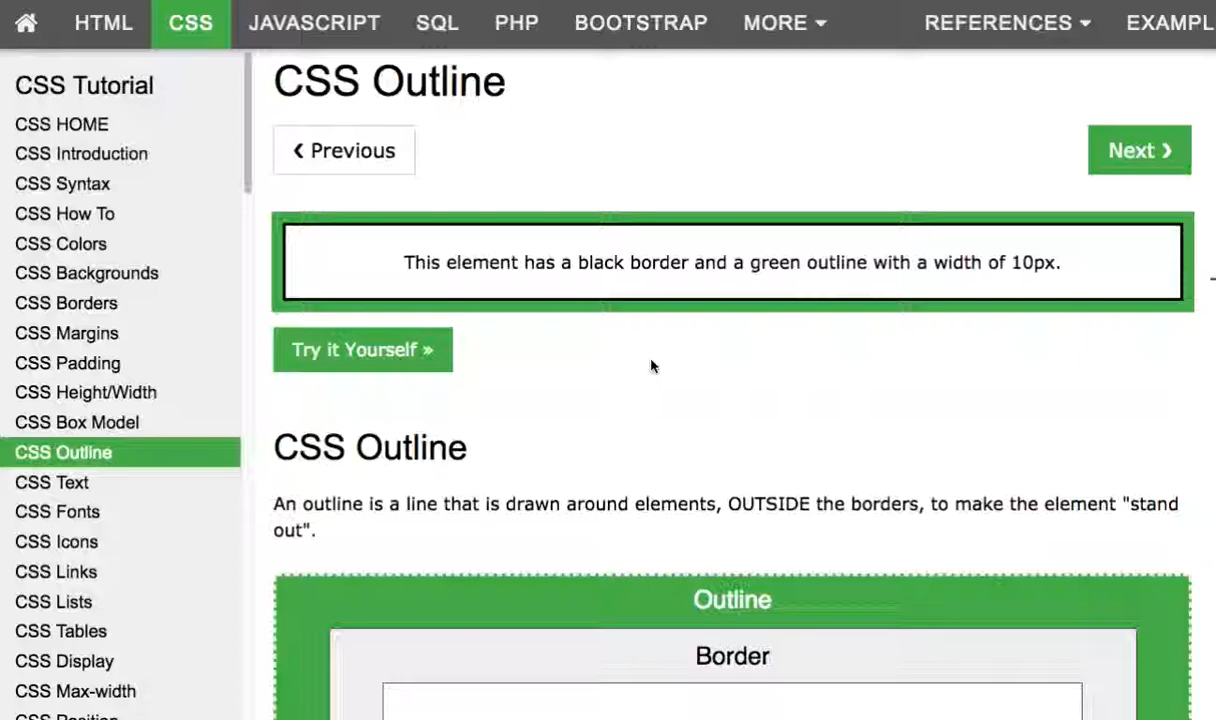 HTML CSS JAVASCRIPT SQL PHP BOOTSTRAP MORE REFERENCES EXAMPL
CSS Tutorial
CSS HOME
CSS Introduction
CSS Syntax
CSS How To
CSS Colors
CSS Backgrounds
CSS Borders
CSS Margins
CSS Padding
CSS Height/Width
CSS Box Model
CSS Outline
CSS Text
CSS Fonts
CSS Icons
CSS Links
CSS Lists
CSS Tables
CSS Display
CSS Max-width
CSS Position
CSS Outline
❮ Previous
Next ❯
This element has a black border and a green outline with a width of 10px.
Try it Yourself »
CSS Outline
An outline is a line that is drawn around elements, OUTSIDE the borders, to make the element "stand
out".
Outline
Border